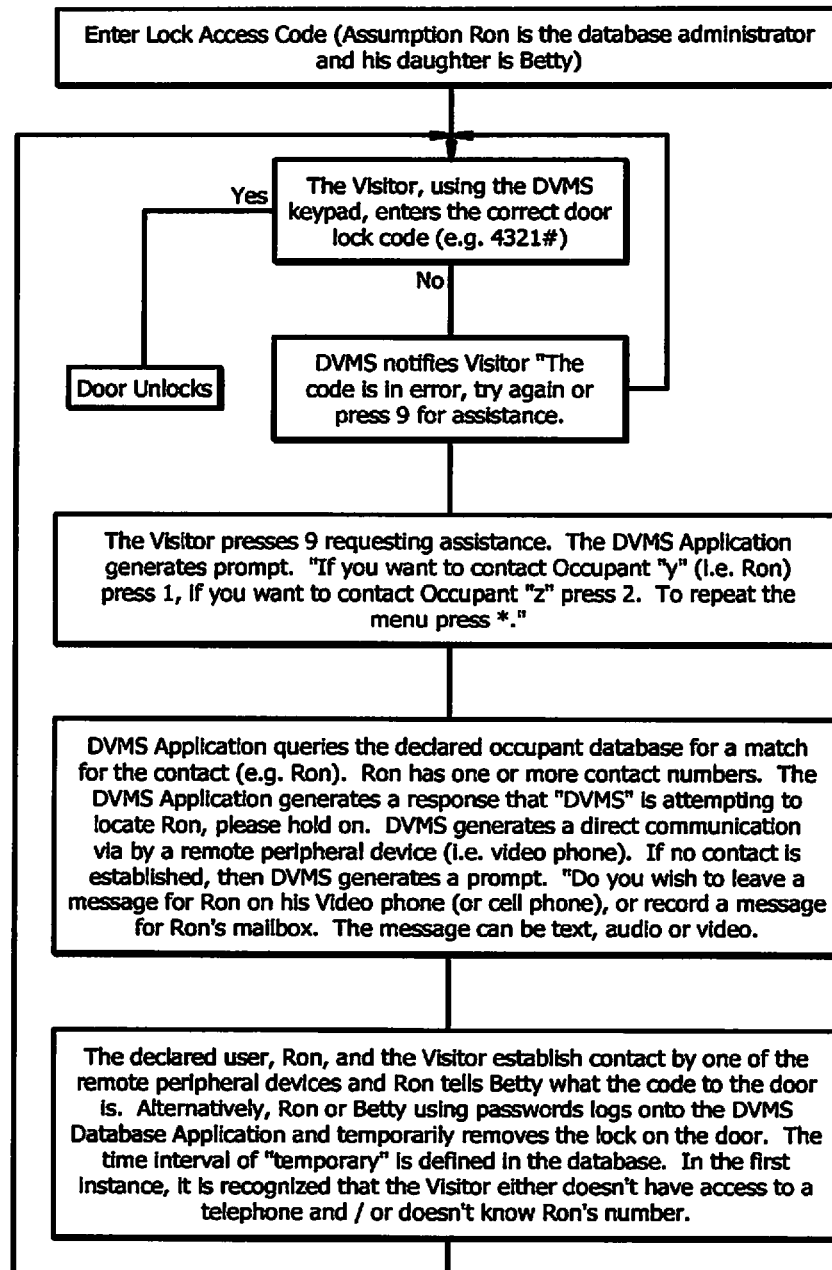 Enter Lock Access Code (Assumption Ron is the database administrator
and his daughter is Betty)
Yes
The Visitor, using the DVMS
keypad, enters the correct door
lock code (e.g. 4321#)
No
Door Unlocks
DVMS notifies Visitor "The
code is in error, try again or
press 9 for assistance.
The Visitor presses 9 requesting assistance. The DVMS Application
generates prompt. "If you want to contact Occupant "y" (i.e. Ron)
press 1, if you want to contact Occupant "z" press 2. To repeat the
menu press *."
DVMS Application queries the declared occupant database for a match
for the contact (e.g. Ron). Ron has one or more contact numbers. The
DVMS Application generates a response that "DVMS" is attempting to
locate Ron, please hold on. DVMS generates a direct communication
via by a remote peripheral device (i.e. video phone). If no contact is
established, then DVMS generates a prompt. "Do you wish to leave a
message for Ron on his Video phone (or cell phone), or record a message
for Ron's mailbox. The message can be text, audio or video.
The declared user, Ron, and the Visitor establish contact by one of the
remote peripheral devices and Ron tells Betty what the code to the door
is. Alternatively, Ron or Betty using passwords logs onto the DVMS
Database Application and temporarily removes the lock on the door. The
time interval of "temporary" is defined in the database. In the first
instance, it is recognized that the Visitor either doesn't have access to a
telephone and / or doesn't know Ron's number.